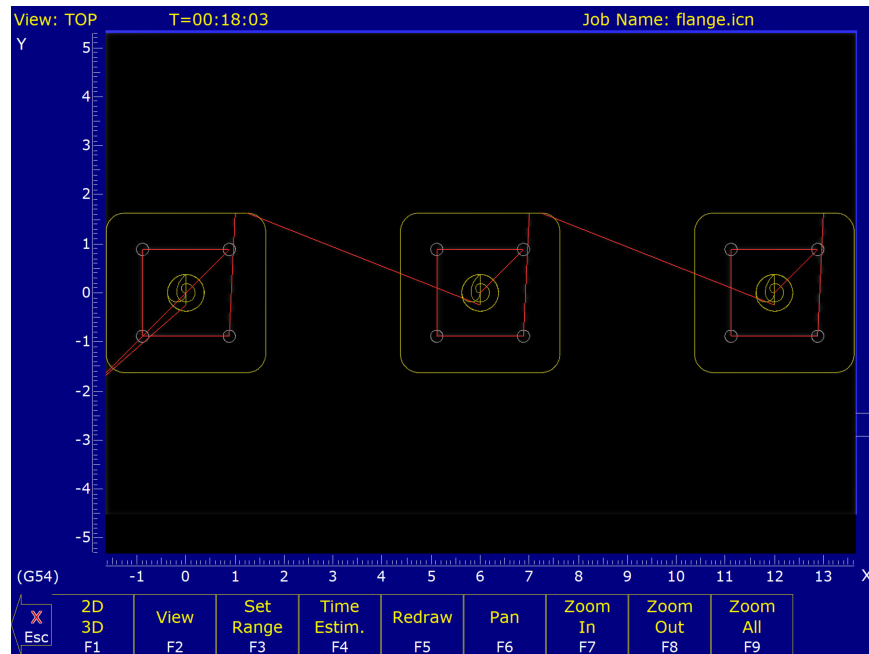 View: TOP T=00:18:03 Job Name: flange.icn
Y
5
4
3
2
1
0
-1
-2
-3
-4
-5
(G54) -1 0 1 2 3 4 5 6 7 8 9 10 11 12 13 X
X
Esc
2D
3D
F1
View
F2
Set
Range
F3
Time
Estim.
F4
Redraw
F5
Pan
F6
Zoom
In
F7
Zoom
Out
F8
Zoom
All
F9